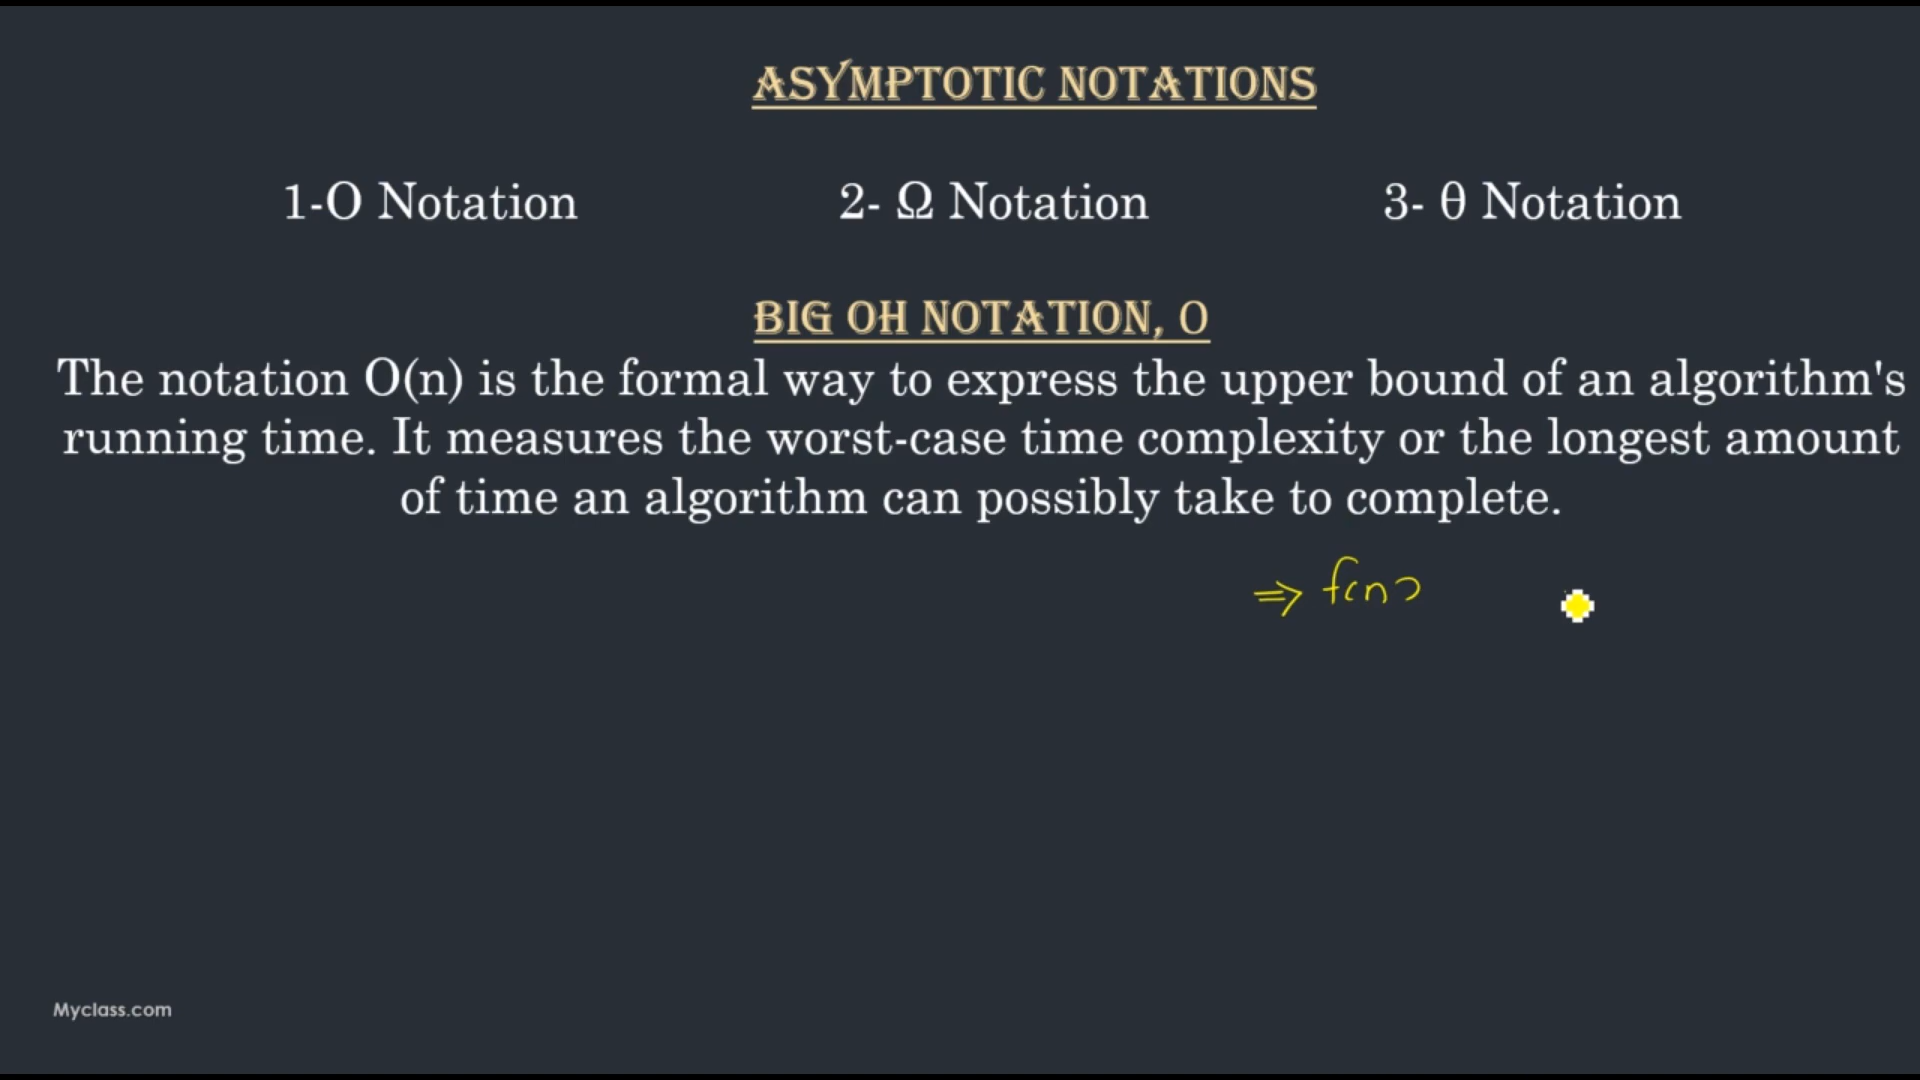 ASYMPTOTIC NOTATIONS
1-O Notation 2- Ω Notation 3- θ Notation
BIG OH NOTATION, O
The notation O(n) is the formal way to express the upper bound of an algorithm's
running time. It measures the worst-case time complexity or the longest amount
of time an algorithm can possibly take to complete.
⇒ f(n)
Myclass.com